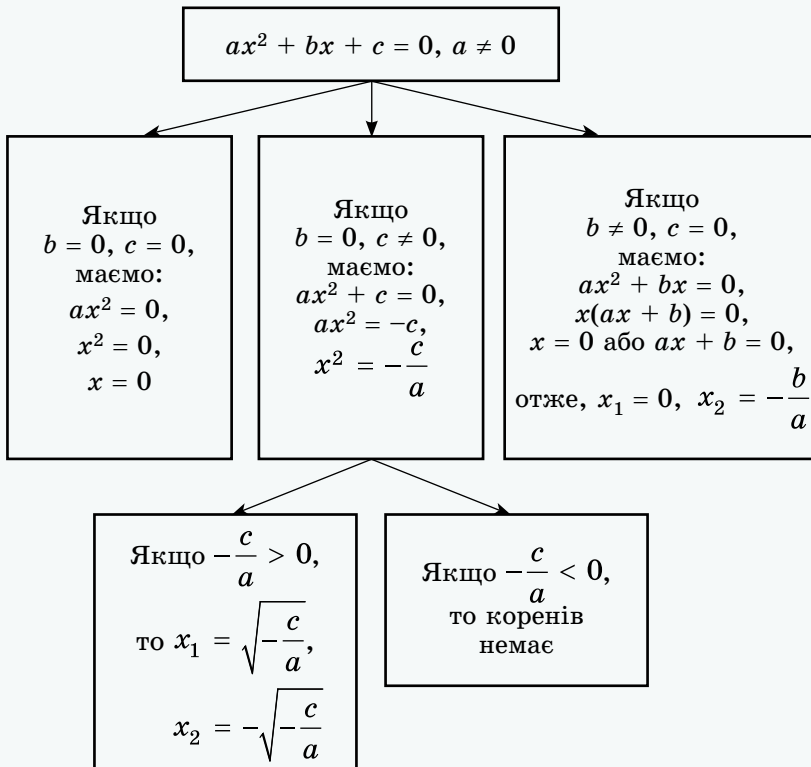 ax² + bx + c = 0, a ≠ 0
Якщо
b = 0, c = 0,
маємо:
ax² = 0,
x² = 0,
x = 0
Якщо
b = 0, c ≠ 0,
маємо:
ax² + c = 0,
ax² = −c,
x² = −c/a
Якщо
b ≠ 0, c = 0,
маємо:
ax² + bx = 0,
x(ax + b) = 0,
x = 0 або ax + b = 0,
отже, x₁ = 0, x₂ = −b/a
Якщо −c/a > 0,
то x₁ = √(−c/a),
x₂ = −√(−c/a)
Якщо −c/a < 0,
то коренів
немає